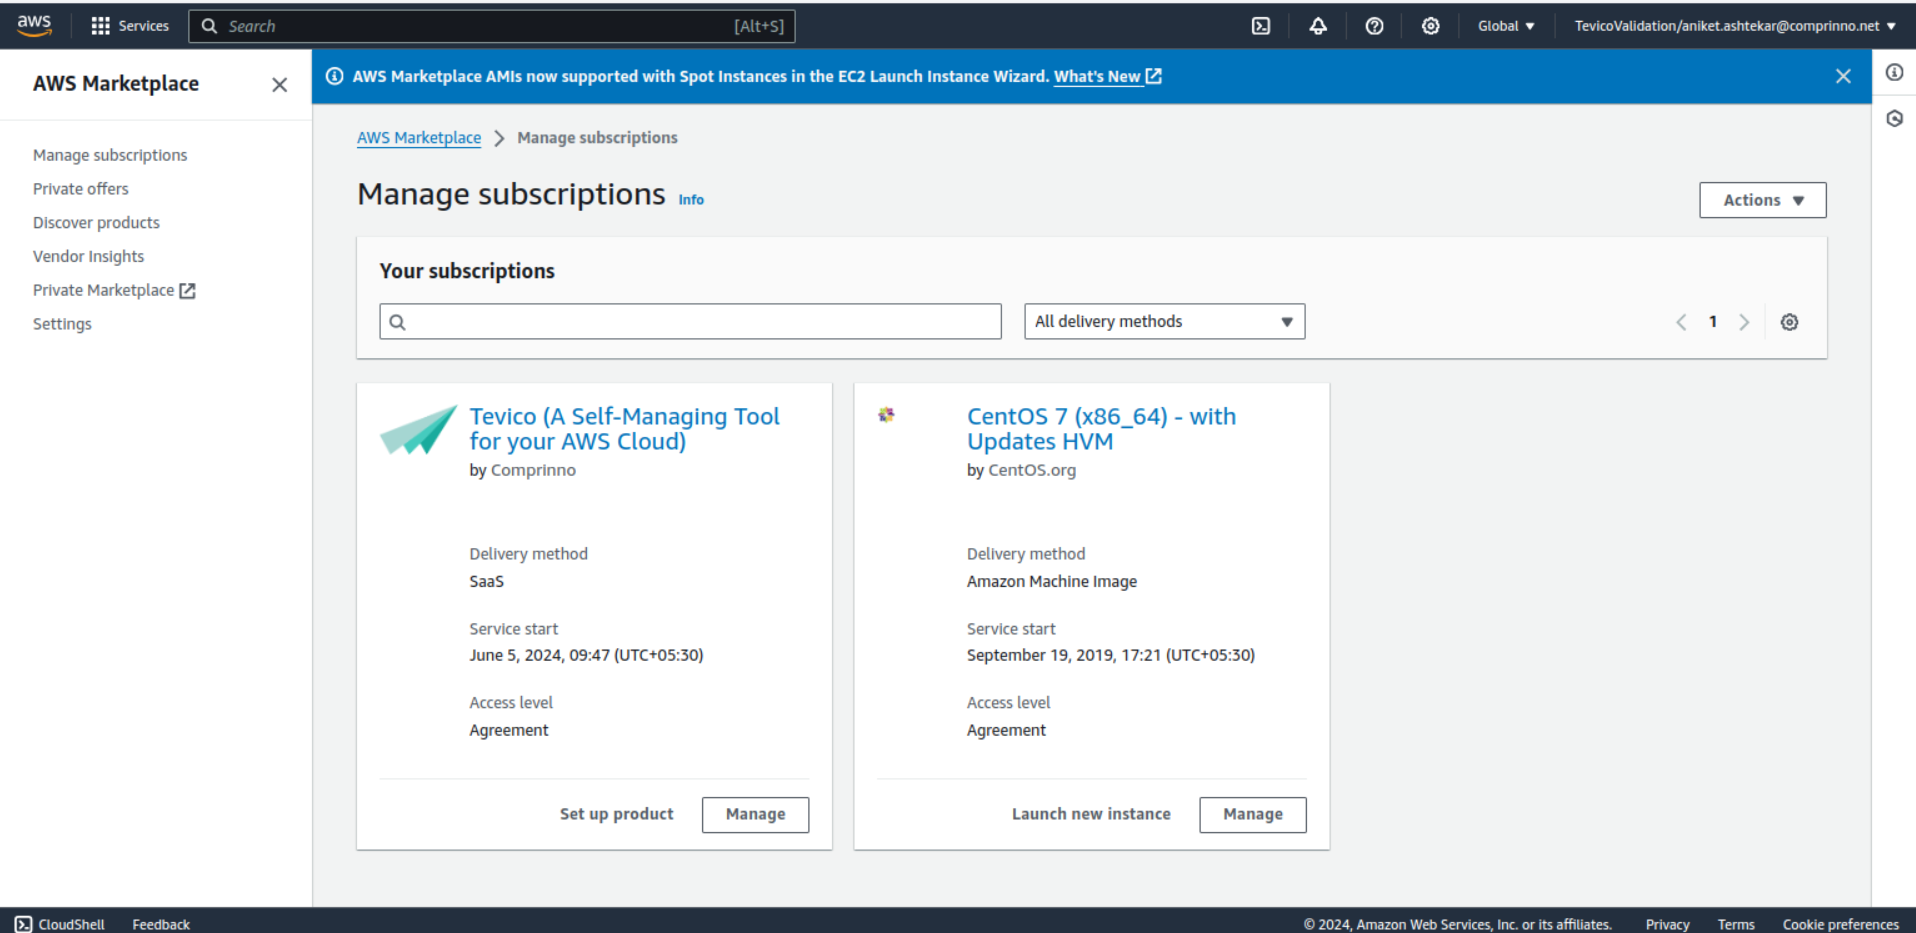 aws
Services
Search
[Alt+S]
Global
TevicoValidation/aniket.ashtekar@comprinno.net
AWS Marketplace
Manage subscriptions
Private offers
Discover products
Vendor Insights
Private Marketplace
Settings
AWS Marketplace AMIs now supported with Spot Instances in the EC2 Launch Instance Wizard. What's New
AWS Marketplace > Manage subscriptions
Manage subscriptions Info
Actions
Your subscriptions
All delivery methods
1
Tevico (A Self-Managing Tool
for your AWS Cloud)
by Comprinno
Delivery method
SaaS
Service start
June 5, 2024, 09:47 (UTC+05:30)
Access level
Agreement
Set up product
Manage
CentOS 7 (x86_64) - with
Updates HVM
by CentOS.org
Delivery method
Amazon Machine Image
Service start
September 19, 2019, 17:21 (UTC+05:30)
Access level
Agreement
Launch new instance
Manage
CloudShell
Feedback
© 2024, Amazon Web Services, Inc. or its affiliates.
Privacy
Terms
Cookie preferences